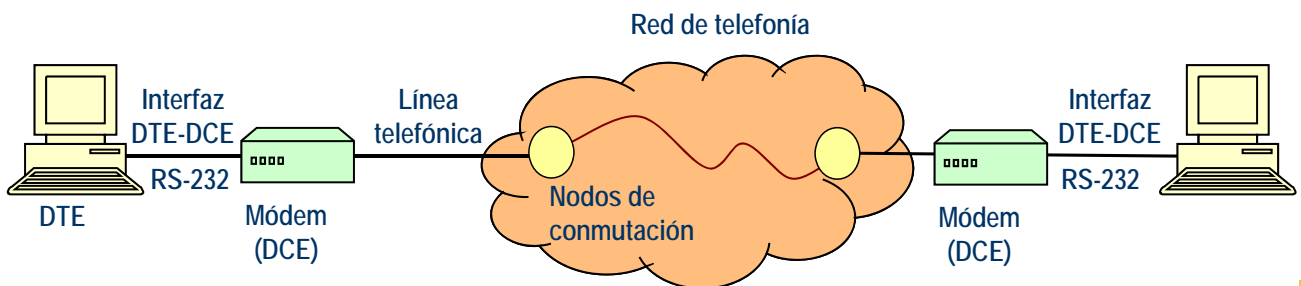 Red de telefonía
Interfaz
DTE-DCE
RS-232
DTE
Módem
(DCE)
Línea
telefónica
Nodos de
conmutación
Módem
(DCE)
Interfaz
DTE-DCE
RS-232